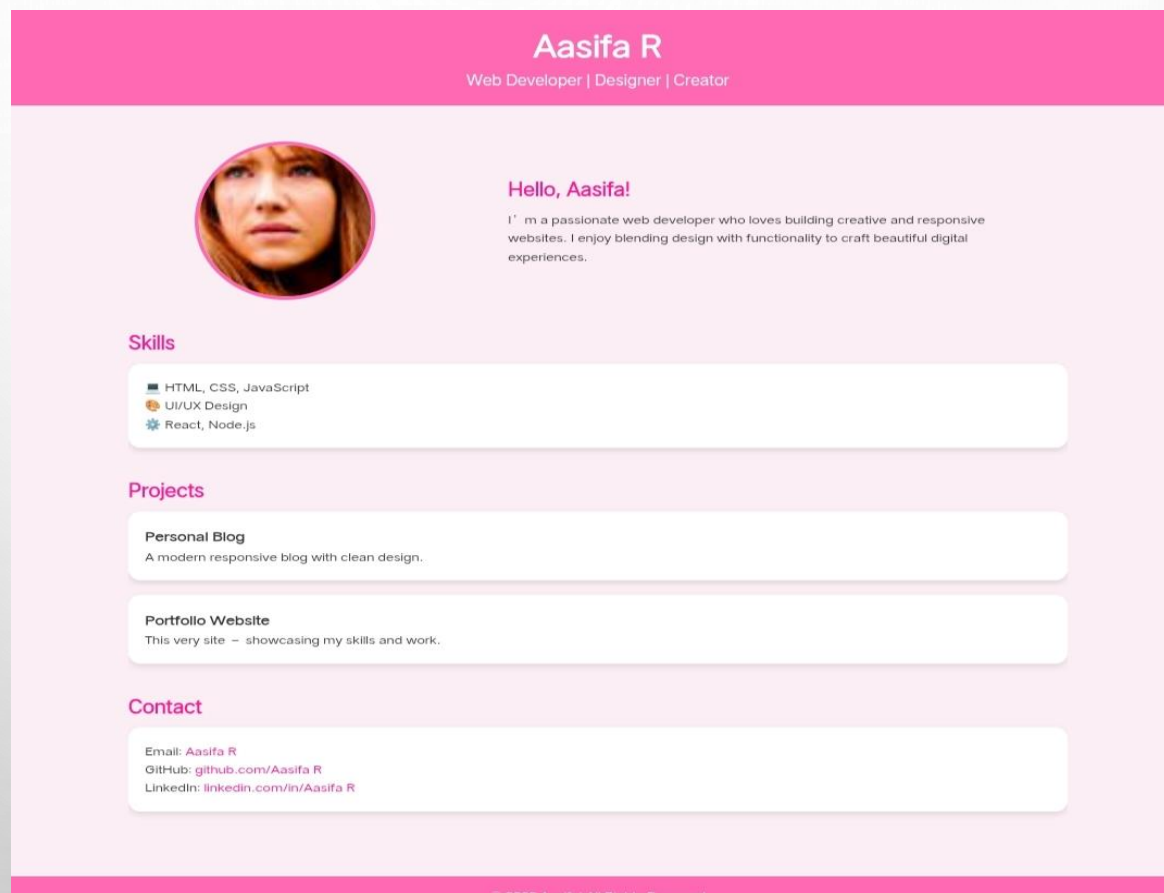 Aasifa R
Web Developer | Designer | Creator
Hello, Aasifa!
I’m a passionate web developer who loves building creative and responsive
websites. I enjoy blending design with functionality to craft beautiful digital
experiences.
Skills
💻 HTML, CSS, JavaScript
🎨 UI/UX Design
⚙️ React, Node.js
Projects
Personal Blog
A modern responsive blog with clean design.
Portfolio Website
This very site – showcasing my skills and work.
Contact
Email: Aasifa R
GitHub: github.com/Aasifa R
LinkedIn: linkedin.com/in/Aasifa R